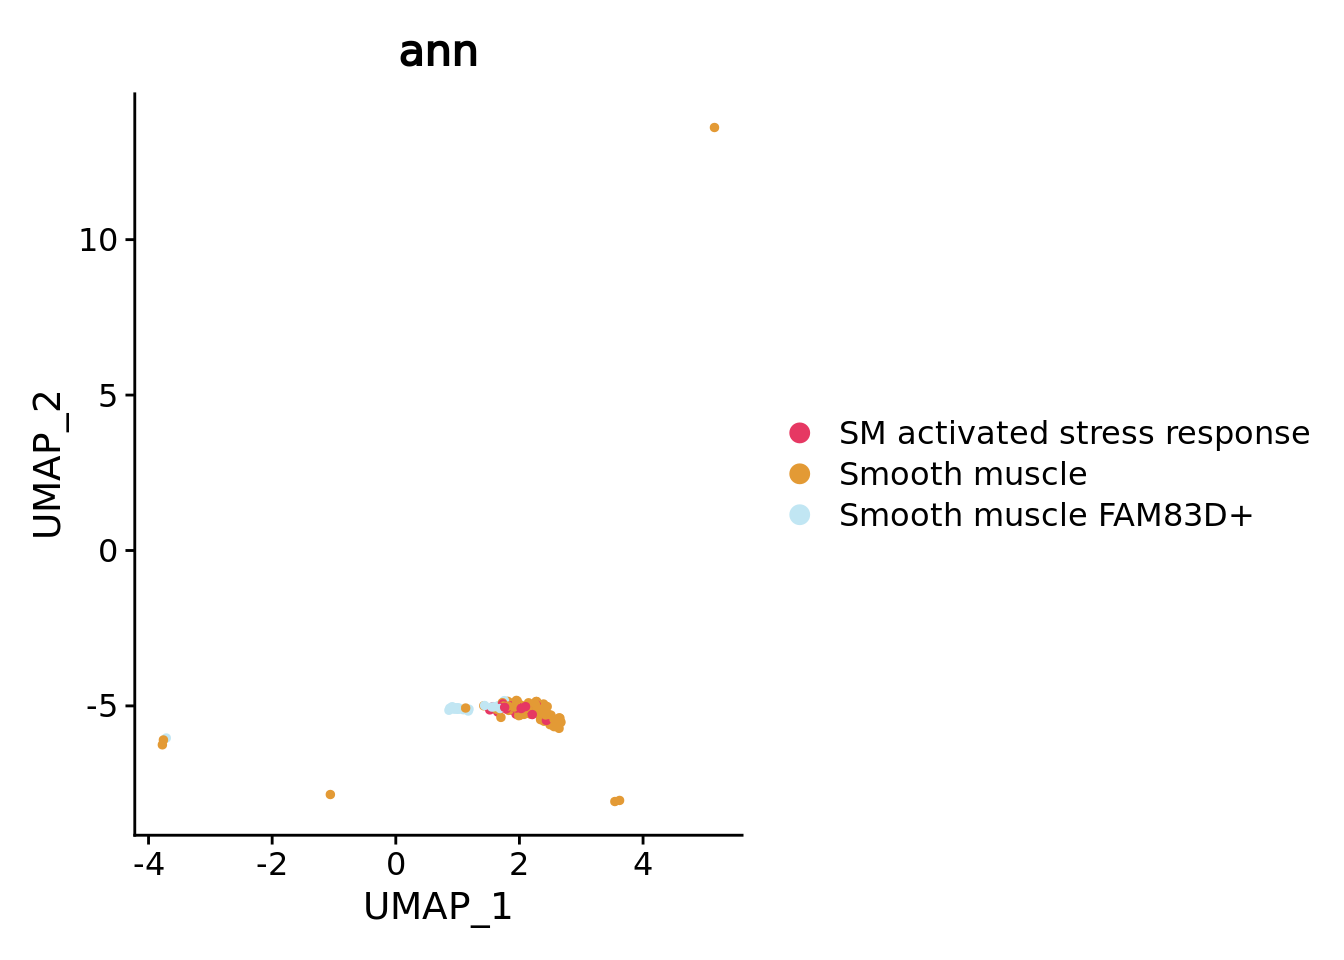 ann
10
5
0
-5
UMAP_2
-4 -2 0 2 4
UMAP_1
SM activated stress response
Smooth muscle
Smooth muscle FAM83D+